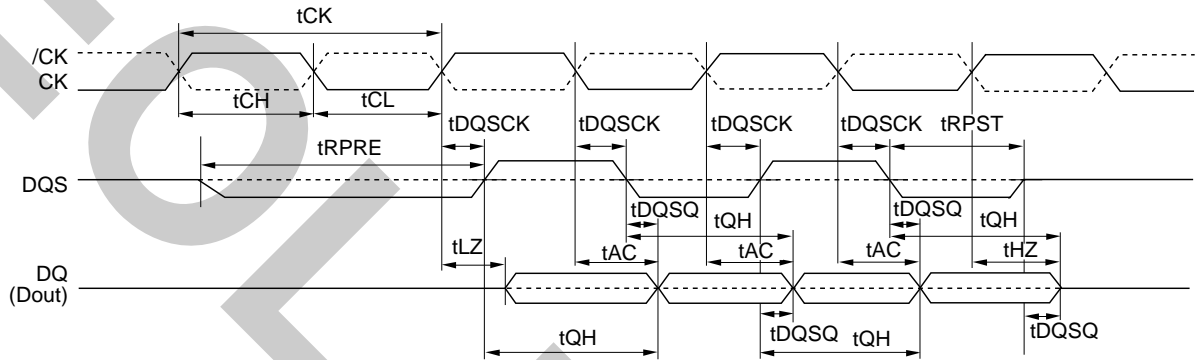 tCK
/CK
CK
tCH tCL
tDQSCK tDQSCK tDQSCK tDQSCK tRPST
tRPRE
DQS
tDQSQ tDQSQ
tQH tQH
tLZ tAC tAC tAC tHZ
DQ
(Dout)
tQH tDQSQ tQH tDQSQ